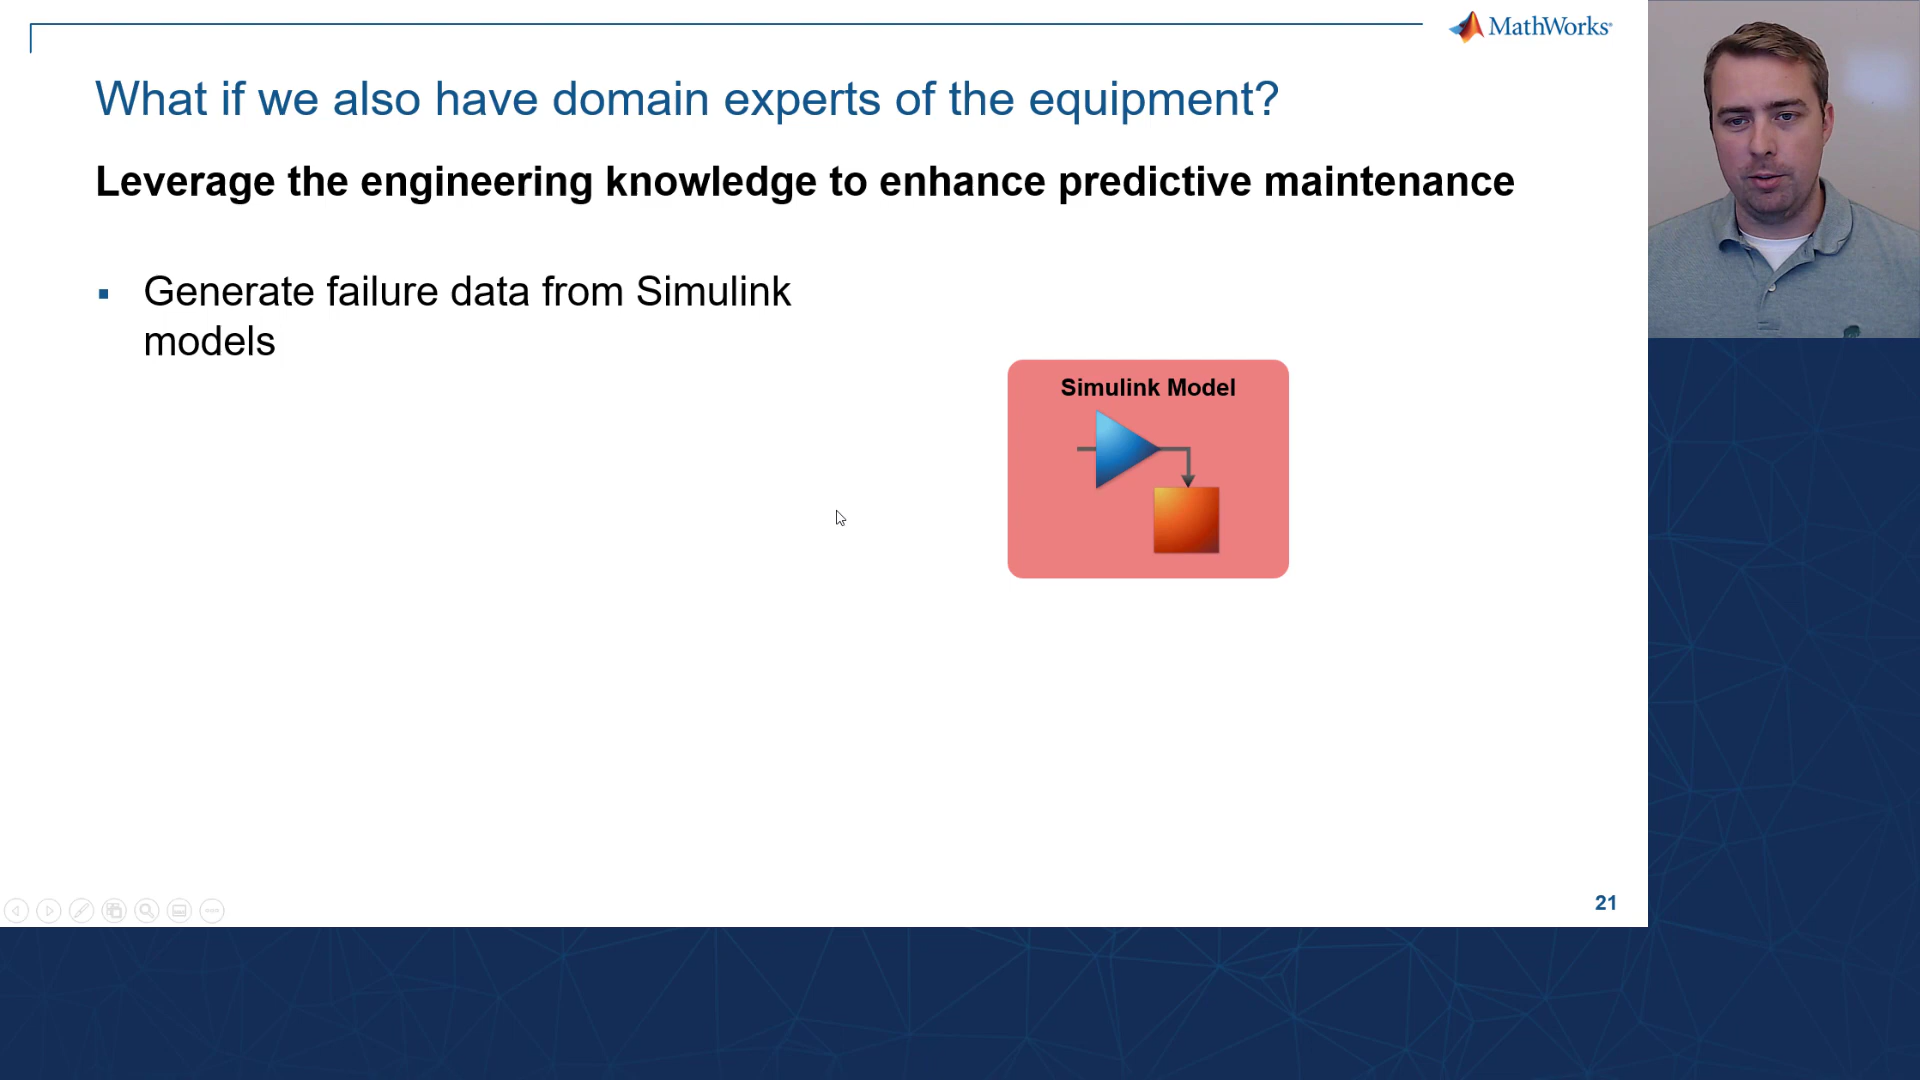 MathWorks®
What if we also have domain experts of the equipment?
Leverage the engineering knowledge to enhance predictive maintenance
▪ Generate failure data from Simulink
models
Simulink Model
21